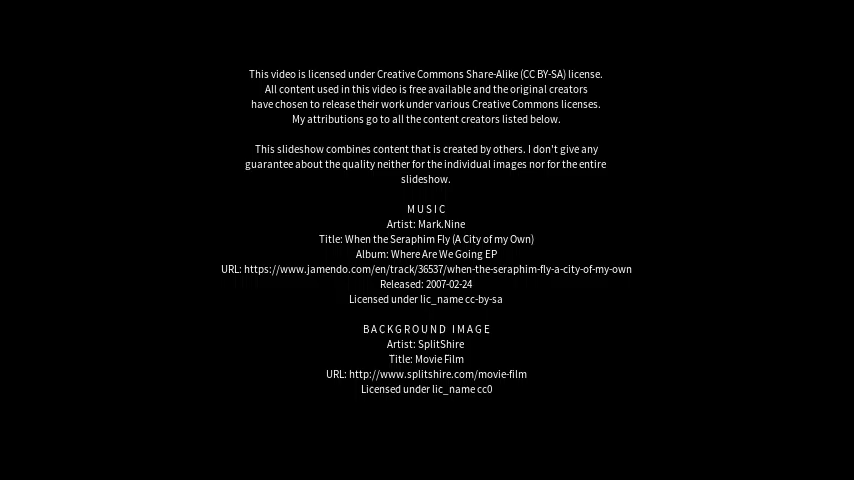 This video is licensed under Creative Commons Share-Alike (CC BY-SA) license.
All content used in this video is free available and the original creators
have chosen to release their work under various Creative Commons licenses.
My attributions go to all the content creators listed below.
This slideshow combines content that is created by others. I don't give any
guarantee about the quality neither for the individual images nor for the entire
slideshow.
MUSIC
Artist: Mark.Nine
Title: When the Seraphim Fly (A City of my Own)
Album: Where Are We Going EP
URL: https://www.jamendo.com/en/track/36537/when-the-seraphim-fly-a-city-of-my-own
Released: 2007-02-24
Licensed under lic_name cc-by-sa
BACKGROUND IMAGE
Artist: SplitShire
Title: Movie Film
URL: http://www.splitshire.com/movie-film
Licensed under lic_name cc0